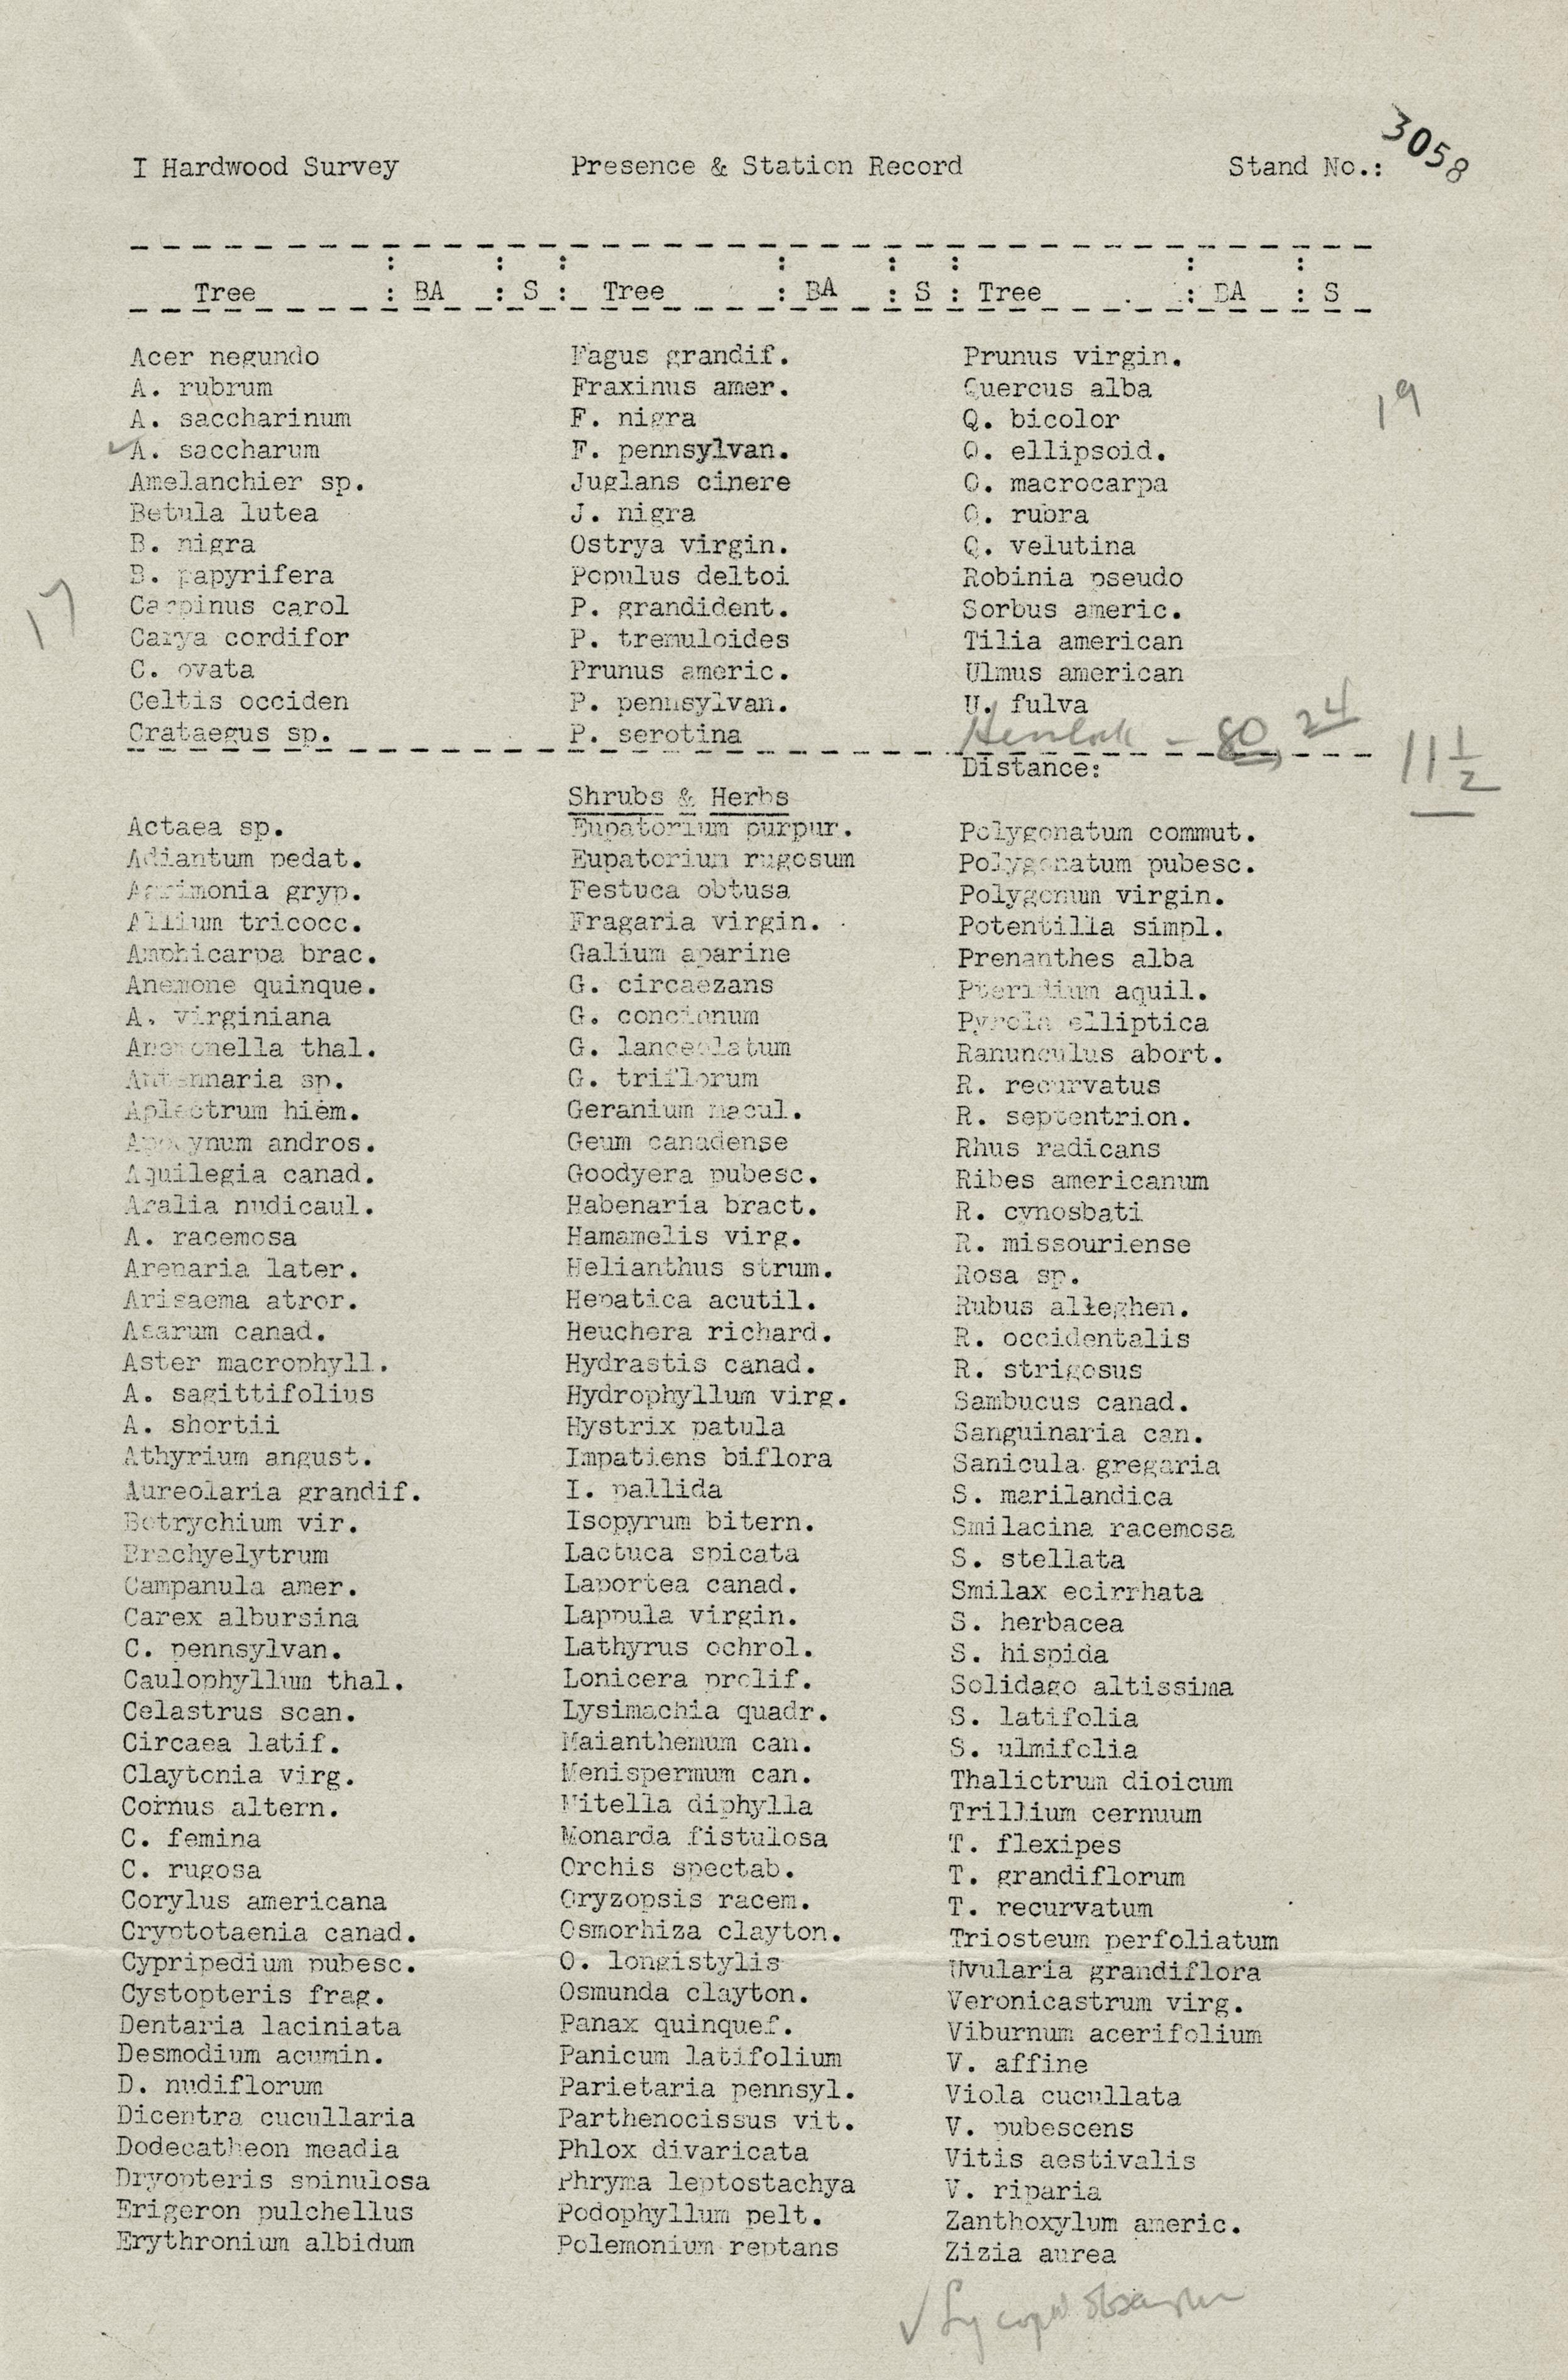 I Hardwood Survey Presence & Station Record Stand No.: 3058
Tree : BA : S : Tree : BA : S : Tree : BA : S
Acer negundo Fagus grandif. Prunus virgin.
A. rubrum Fraxinus amer. Quercus alba
A. saccharinum F. nigra Q. bicolor 19
✓A. saccharum F. pennsylvan. Q. ellipsoid.
Amelanchier sp. Juglans cinere Q. macrocarpa
Betula lutea J. nigra Q. rubra
B. nigra Ostrya virgin. Q. velutina
B. papyrifera Populus deltoi Robinia pseudo
17 Carpinus carol P. grandident. Sorbus americ.
Carya cordifor P. tremuloides Tilia american
C. ovata Prunus americ. Ulmus american
Celtis occiden P. pennsylvan. U. fulva
Crataegus sp. P. serotina Hemlock - 80, 24
Distance: 11 1/2
Shrubs & Herbs
Actaea sp. Eupatorium purpur. Polygonatum commut.
Adiantum pedat. Eupatorium rugosum Polygonatum pubesc.
Agrimonia gryp. Festuca obtusa Polygonum virgin.
Allium tricocc. Fragaria virgin. Potentilla simpl.
Amphicarpa brac. Galium aparine Prenanthes alba
Anemone quinque. G. circaezans Pteridium aquil.
A. virginiana G. concinnum Pyrola elliptica
Anemonella thal. G. lanceolatum Ranunculus abort.
Antennaria sp. G. triflorum R. recurvatus
Aplectrum hiem. Geranium macul. R. septentrion.
Apocynum andros. Geum canadense Rhus radicans
Aquilegia canad. Goodyera pubesc. Ribes americanum
Aralia nudicaul. Habenaria bract. R. cynosbati
A. racemosa Hamamelis virg. R. missouriense
Arenaria later. Helianthus strum. Rosa sp.
Arisaema atror. Hepatica acutil. Rubus alleghen.
Asarum canad. Heuchera richard. R. occidentalis
Aster macrophyll. Hydrastis canad. R. strigosus
A. sagittifolius Hydrophyllum virg. Sambucus canad.
A. shortii Hystrix patula Sanguinaria can.
Athyrium angust. Impatiens biflora Sanicula gregaria
Aureolaria grandif. I. pallida S. marilandica
Botrychium vir. Isopyrum bitern. Smilacina racemosa
Brachyelytrum Lactuca spicata S. stellata
Campanula amer. Laportea canad. Smilax ecirrhata
Carex albursina Lappula virgin. S. herbacea
C. pennsylvan. Lathyrus ochrol. S. hispida
Caulophyllum thal. Lonicera prolif. Solidago altissima
Celastrus scan. Lysimachia quadr. S. latifolia
Circaea latif. Maianthemum can. S. ulmifolia
Claytonia virg. Menispermum can. Thalictrum dioicum
Cornus altern. Mitella diphylla Trillium cernuum
C. femina Monarda fistulosa T. flexipes
C. rugosa Orchis spectab. T. grandiflorum
Corylus americana Oryzopsis racem. T. recurvatum
Cryptotaenia canad. Osmorhiza clayton. Triosteum perfoliatum
Cypripedium pubesc. O. longistylis Uvularia grandiflora
Cystopteris frag. Osmunda clayton. Veronicastrum virg.
Dentaria laciniata Panax quinquef. Viburnum acerifolium
Desmodium acumin. Panicum latifolium V. affine
D. nudiflorum Parietaria pennsyl. Viola cucullata
Dicentra cucullaria Parthenocissus vit. V. pubescens
Dodecatheon meadia Phlox divaricata Vitis aestivalis
Dryopteris spinulosa Phryma leptostachya V. riparia
Erigeron pulchellus Podophyllum pelt. Zanthoxylum americ.
Erythronium albidum Polemonium reptans Zizia aurea
✓